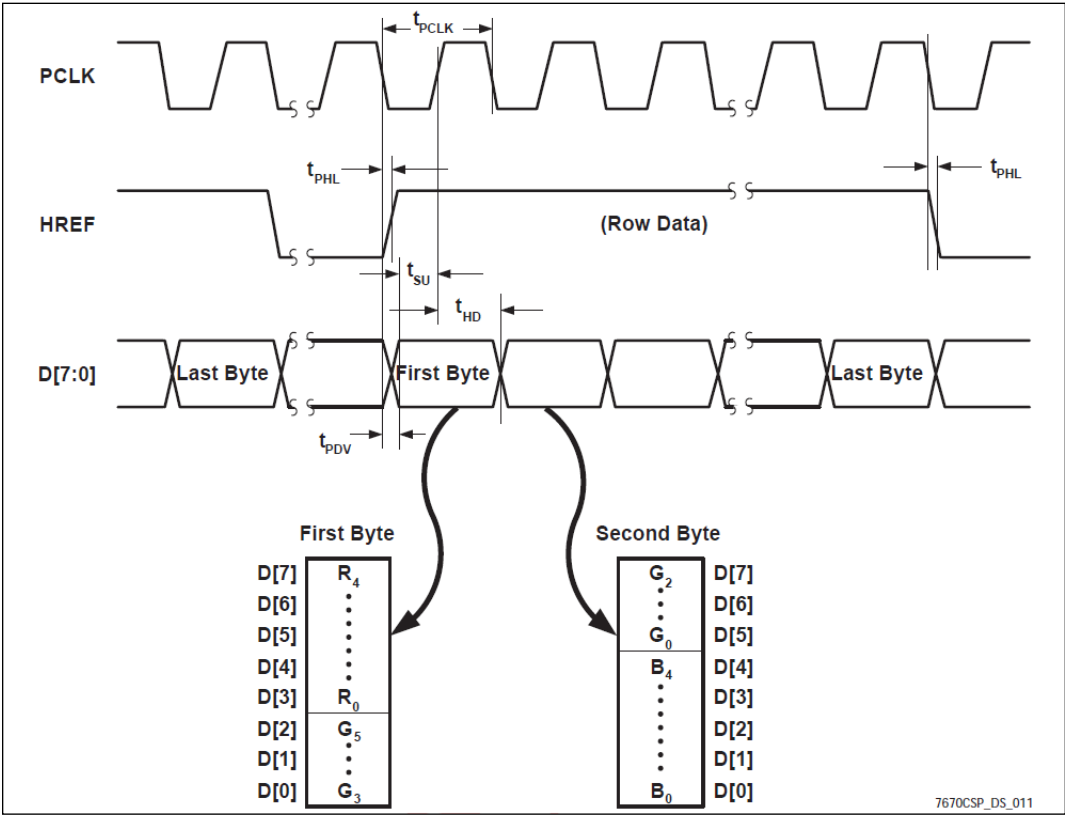 tPCLK
PCLK
tPHL
tPHL
HREF
(Row Data)
tSU
tHD
D[7:0]
Last Byte
First Byte
Last Byte
tPDV
First Byte
Second Byte
D[7] R4 G2 D[7]
D[6] D[6]
D[5] G0 D[5]
D[4] B4 D[4]
D[3] R0 D[3]
D[2] G5 D[2]
D[1] D[1]
D[0] G3 B0 D[0]
7670CSP_DS_011